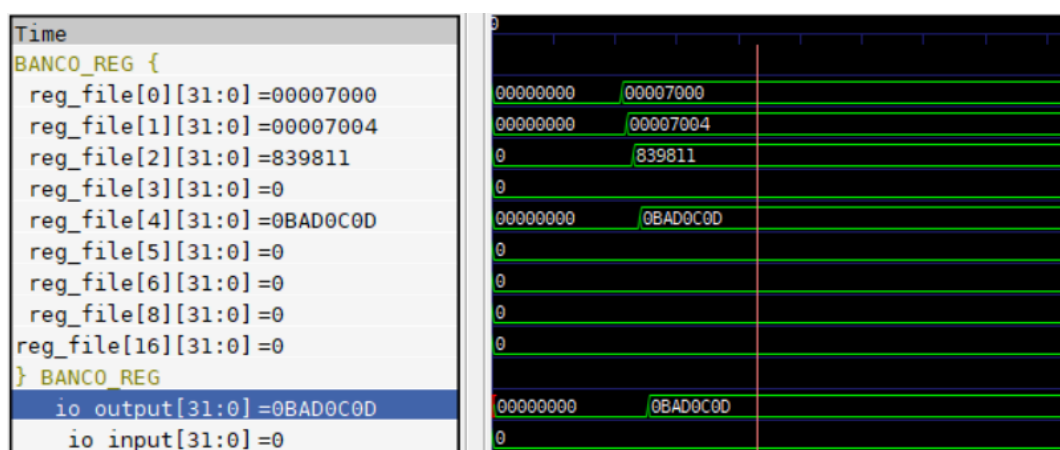 Time 0
BANCO_REG {
reg_file[0][31:0]=00007000 00000000 00007000
reg_file[1][31:0]=00007004 00000000 00007004
reg_file[2][31:0]=839811 0 839811
reg_file[3][31:0]=0 0
reg_file[4][31:0]=0BAD0C0D 00000000 0BAD0C0D
reg_file[5][31:0]=0 0
reg_file[6][31:0]=0 0
reg_file[8][31:0]=0 0
reg_file[16][31:0]=0 0
} BANCO_REG
io_output[31:0]=0BAD0C0D 00000000 0BAD0C0D
io_input[31:0]=0 0